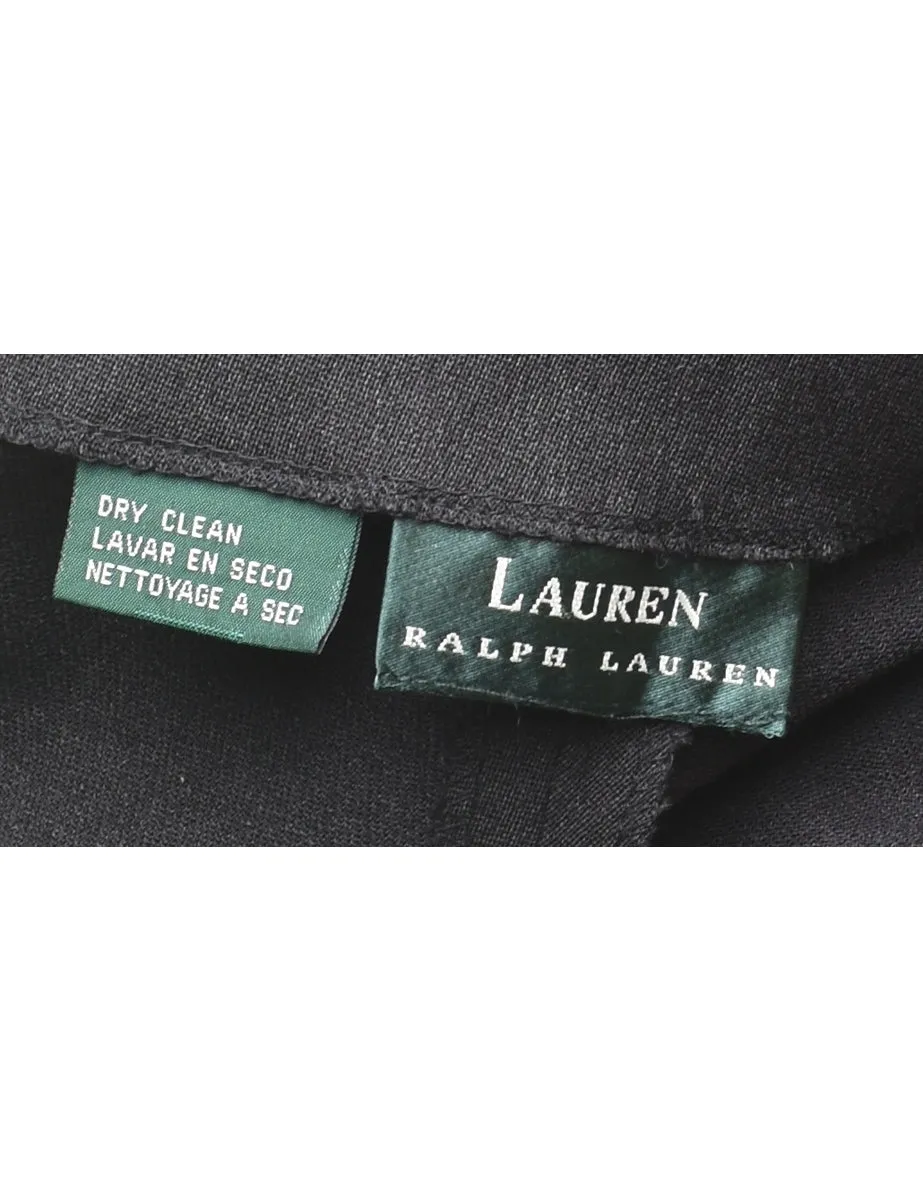 DRY CLEAN
LAVAR EN SECO
NETTOYAGE A SEC
LAUREN
RALPH LAUREN